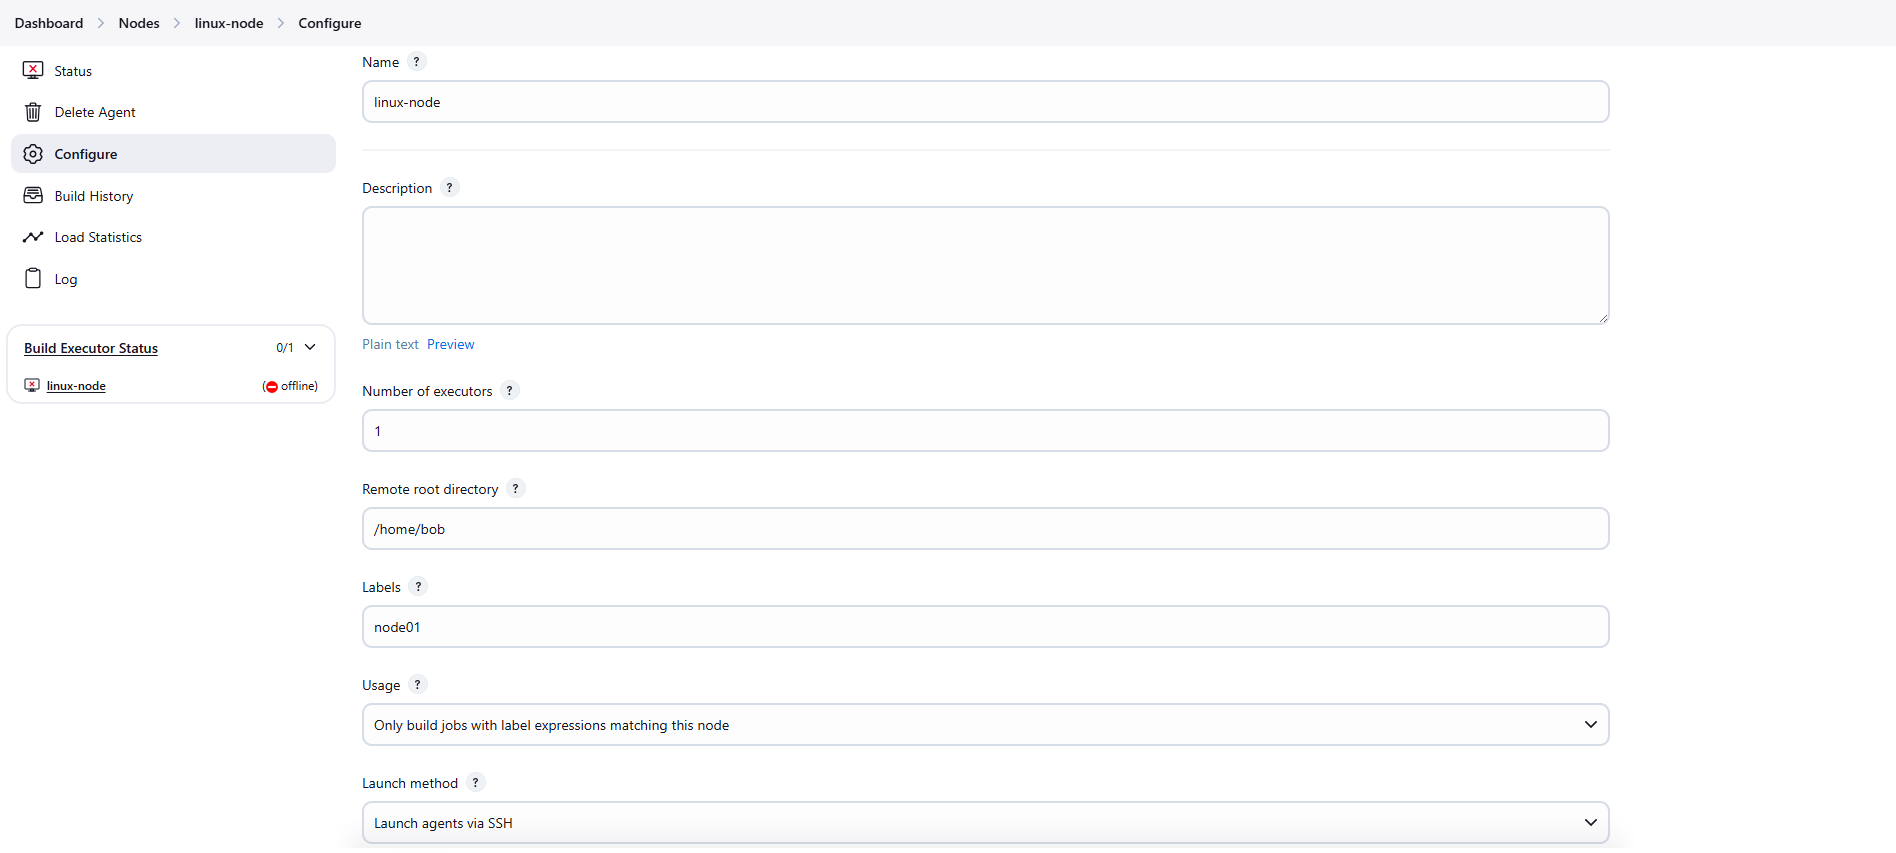 Dashboard > Nodes > linux-node > Configure
Status
Delete Agent
Configure
Build History
Load Statistics
Log
Build Executor Status 0/1
linux-node (offline)
Name ?
linux-node
Description ?
Plain text Preview
Number of executors ?
1
Remote root directory ?
/home/bob
Labels ?
node01
Usage ?
Only build jobs with label expressions matching this node
Launch method ?
Launch agents via SSH